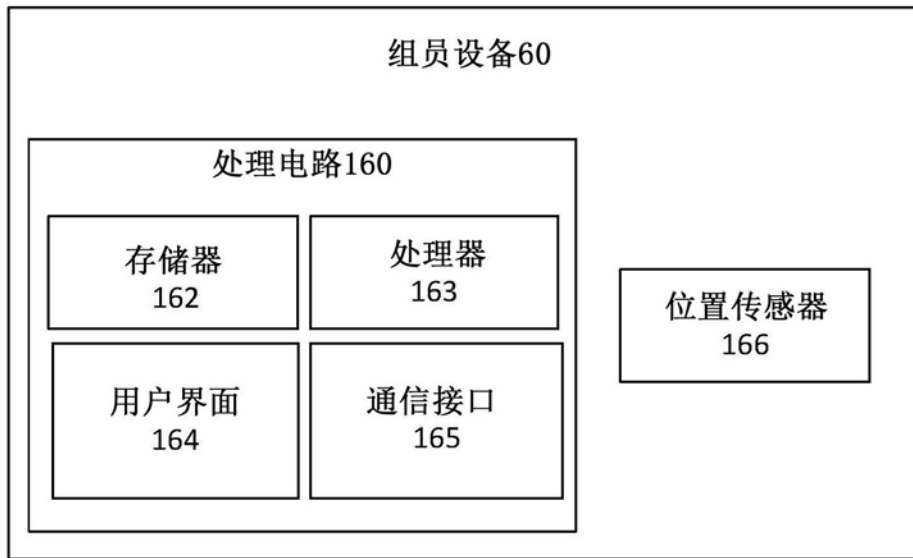 组员设备60
处理电路160
存储器
162
处理器
163
用户界面
164
通信接口
165
位置传感器
166